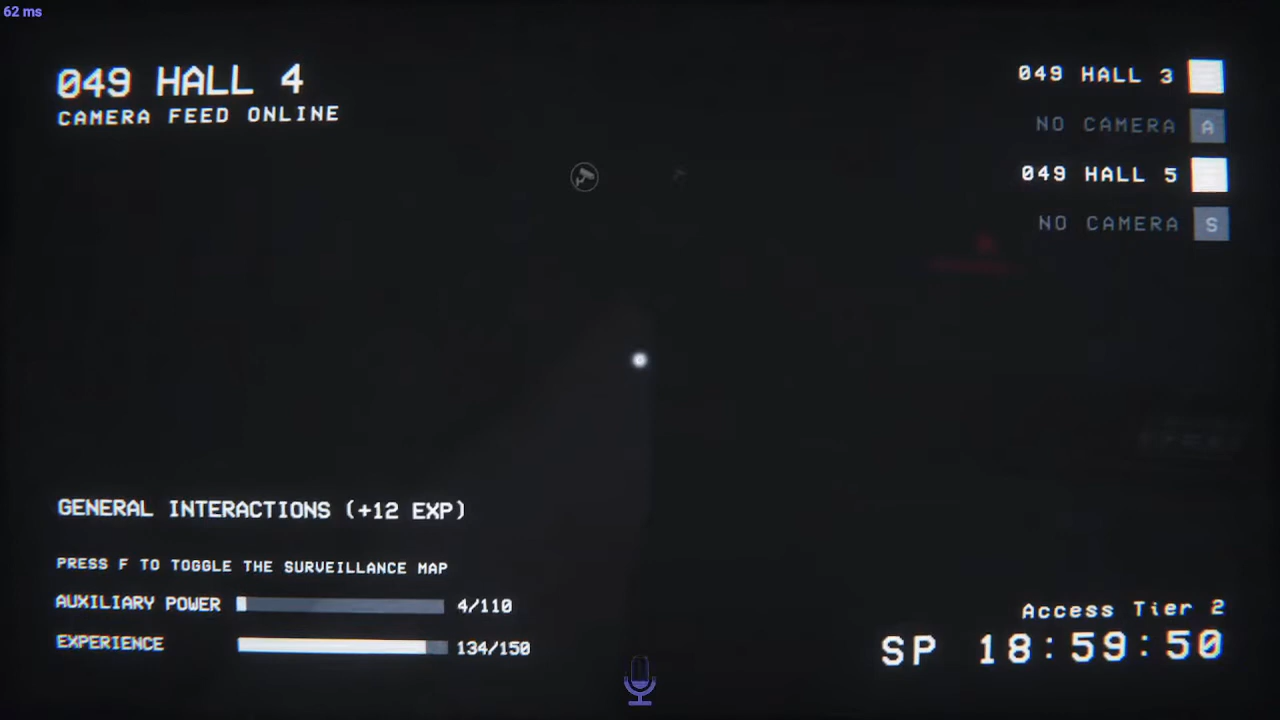 62 ms
049 HALL 4
CAMERA FEED ONLINE
049 HALL 3
NO CAMERA A
049 HALL 5
NO CAMERA S
GENERAL INTERACTIONS (+12 EXP)
PRESS F TO TOGGLE THE SURVEILLANCE MAP
AUXILIARY POWER 4/110
EXPERIENCE 134/150
Access Tier 2
SP 18:59:50